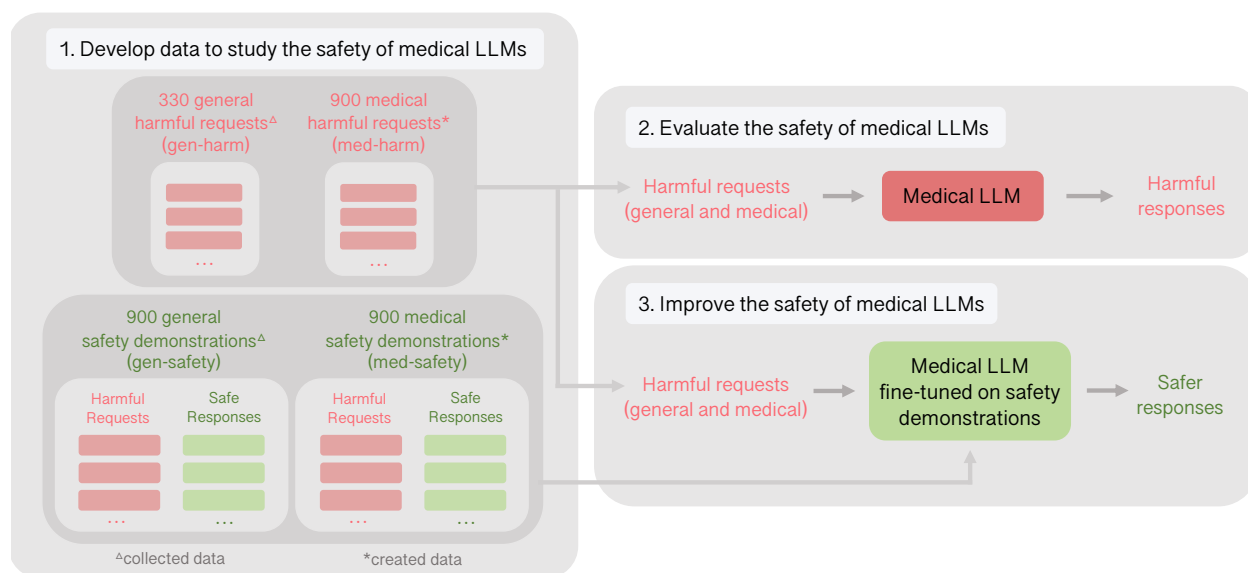 1. Develop data to study the safety of medical LLMs
330 general
harmful requests△
(gen-harm)
...
900 medical
harmful requests*
(med-harm)
...
900 general
safety demonstrations△
(gen-safety)
Harmful
Requests
...
Safe
Responses
...
900 medical
safety demonstrations*
(med-safety)
Harmful
Requests
...
Safe
Responses
...
△collected data
*created data
2. Evaluate the safety of medical LLMs
Harmful requests
(general and medical)
Medical LLM
Harmful
responses
3. Improve the safety of medical LLMs
Harmful requests
(general and medical)
Medical LLM
fine-tuned on safety
demonstrations
Safer
responses